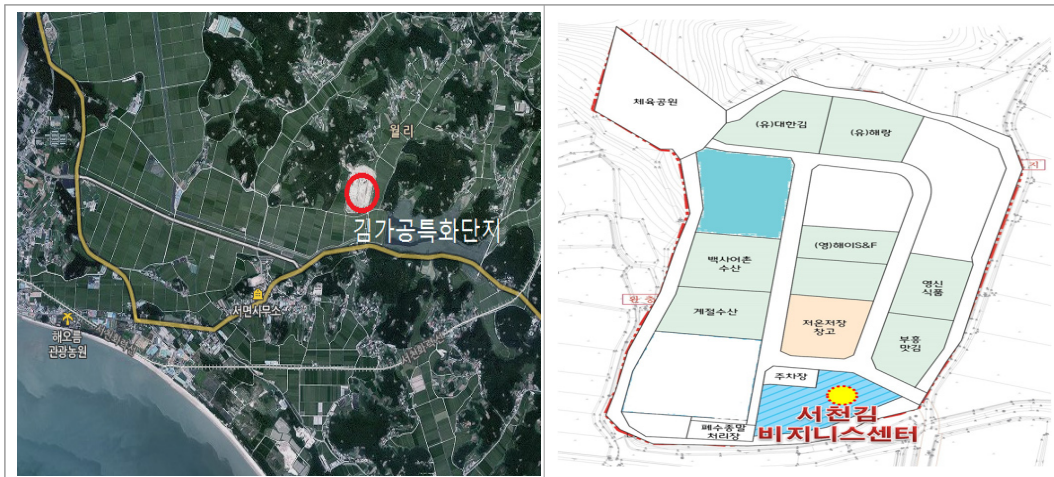 월리
김가공특화단지
서면사무소
해오름
관광농원
체육공원
(유)대한김
(유)해랑
지
(영)해이S&F
백사어촌
수산
영신
식품
완충
계절수산
저온저장
창고
부흥
맛김
주차장
서천김
비지니스센터
폐수종말
처리장